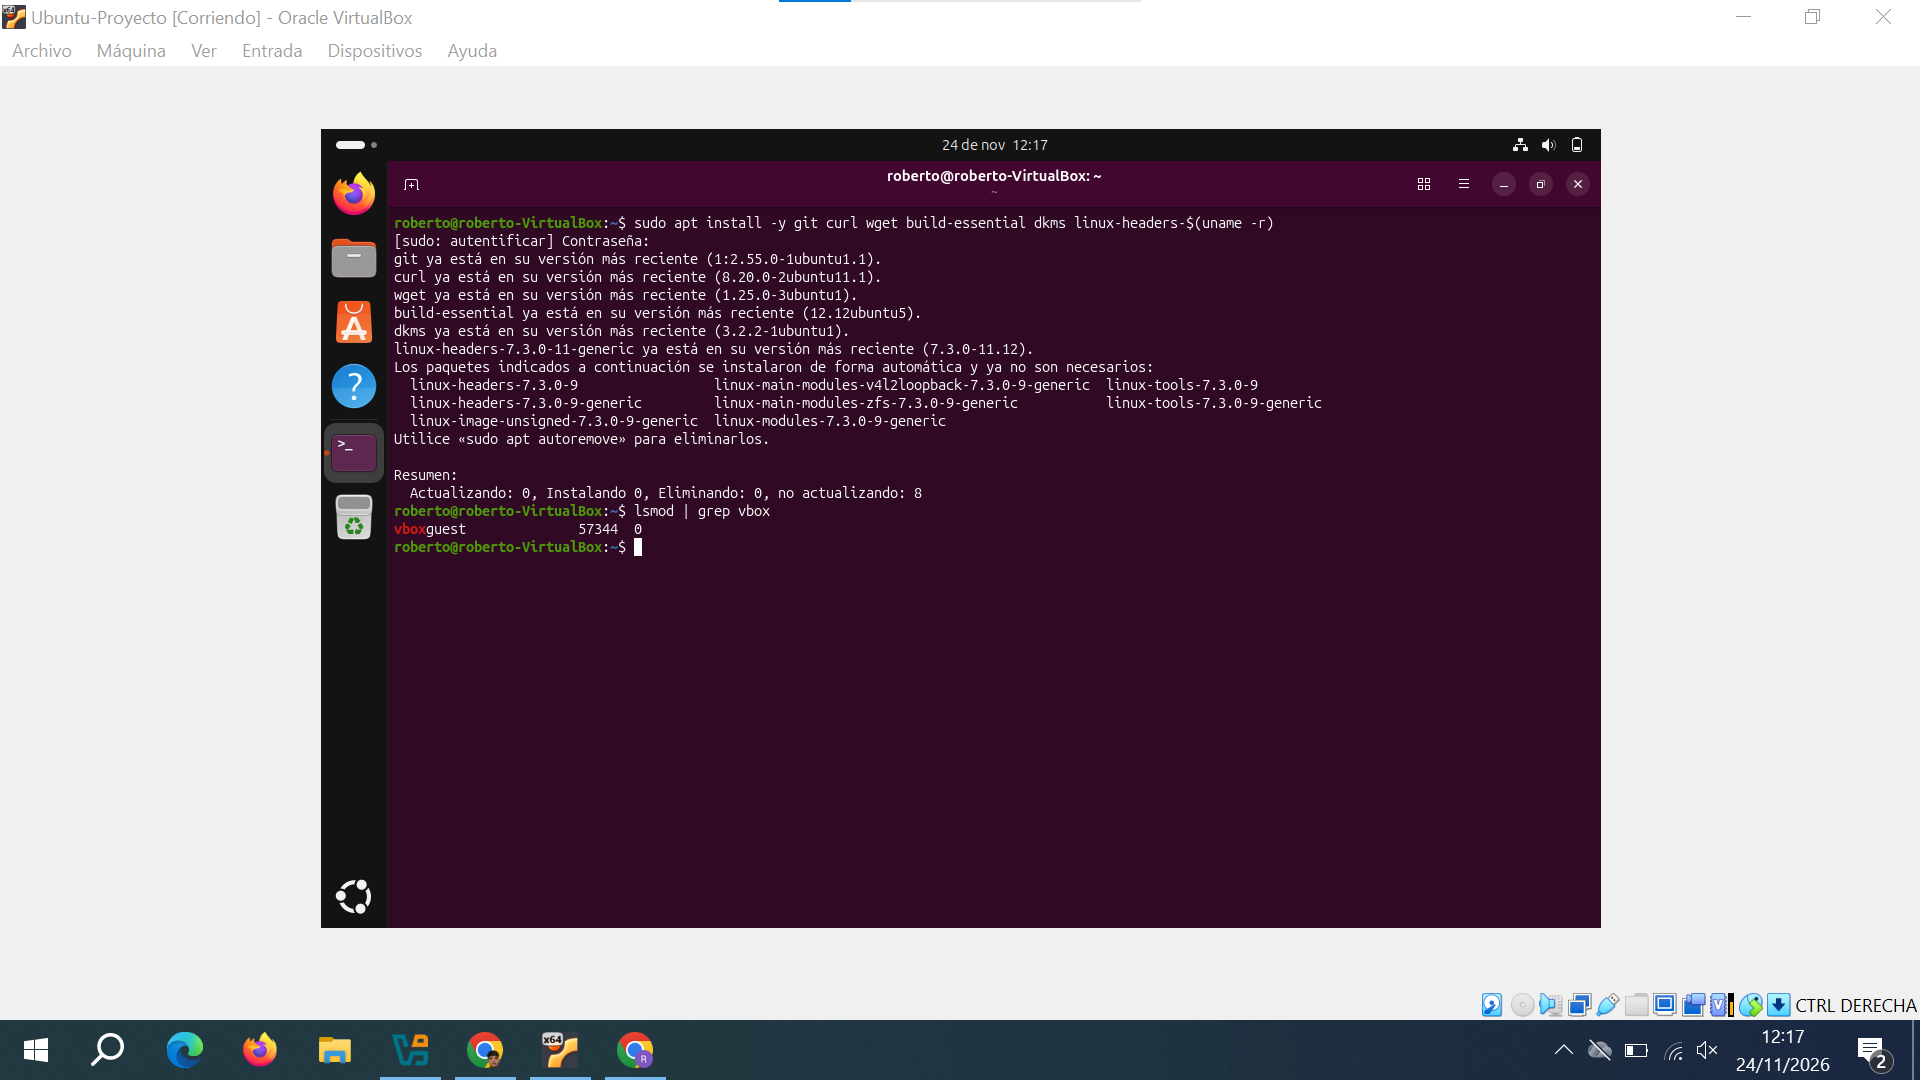 Ubuntu-Proyecto [Corriendo] - Oracle VirtualBox
Archivo Máquina Ver Entrada Dispositivos Ayuda
24 de nov 12:17
roberto@roberto-VirtualBox: ~
~
roberto@roberto-VirtualBox:~$ sudo apt install -y git curl wget build-essential dkms linux-headers-$(uname -r)
[sudo: autentificar] Contraseña:
git ya está en su versión más reciente (1:2.55.0-1ubuntu1.1).
curl ya está en su versión más reciente (8.20.0-2ubuntu11.1).
wget ya está en su versión más reciente (1.25.0-3ubuntu1).
build-essential ya está en su versión más reciente (12.12ubuntu5).
dkms ya está en su versión más reciente (3.2.2-1ubuntu1).
linux-headers-7.3.0-11-generic ya está en su versión más reciente (7.3.0-11.12).
Los paquetes indicados a continuación se instalaron de forma automática y ya no son necesarios:
linux-headers-7.3.0-9 linux-main-modules-v4l2loopback-7.3.0-9-generic linux-tools-7.3.0-9
linux-headers-7.3.0-9-generic linux-main-modules-zfs-7.3.0-9-generic linux-tools-7.3.0-9-generic
linux-image-unsigned-7.3.0-9-generic linux-modules-7.3.0-9-generic
Utilice «sudo apt autoremove» para eliminarlos.
Resumen:
Actualizando: 0, Instalando 0, Eliminando: 0, no actualizando: 8
roberto@roberto-VirtualBox:~$ lsmod | grep vbox
vboxguest 57344 0
roberto@roberto-VirtualBox:~$
CTRL DERECHA
x64
R
12:17
24/11/2026
2